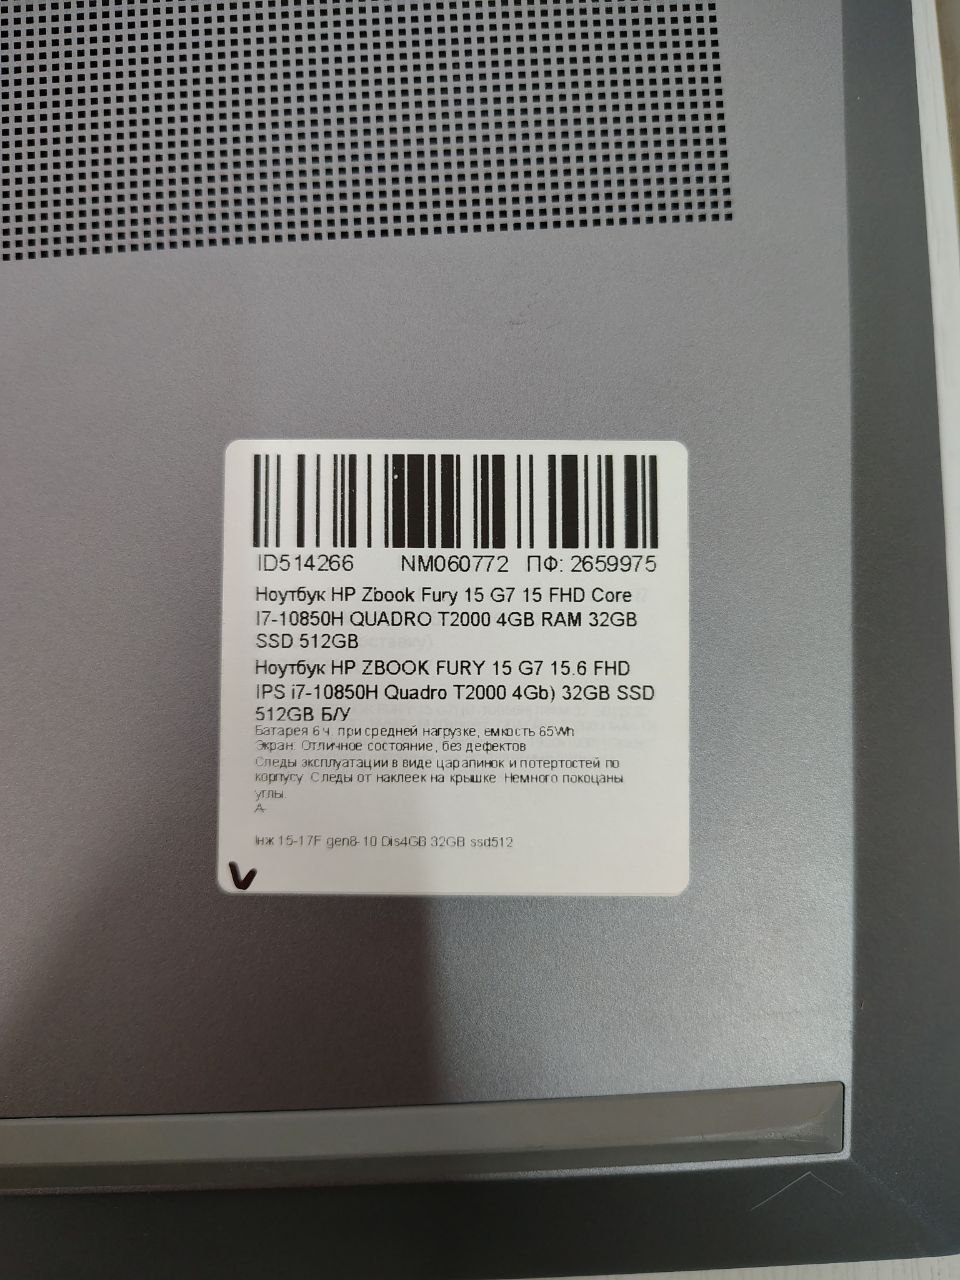 ID514266 NM060772 ПФ: 2659975
Ноутбук HP Zbook Fury 15 G7 15 FHD Core
I7-10850H QUADRO T2000 4GB RAM 32GB
SSD 512GB
Ноутбук HP ZBOOK FURY 15 G7 15.6 FHD
IPS i7-10850H Quadro T2000 4Gb) 32GB SSD
512GB Б/У
Батарея 6 ч. при средней нагрузке, емкость 65Wh
Экран: Отличное состояние, без дефектов
Следы эксплуатации в виде царапинок и потертостей по
корпусу. Следы от наклеек на крышке. Немного покоцаны
углы.
A-
Інж 15-17F gen8-10 Dis4GB 32GB ssd512